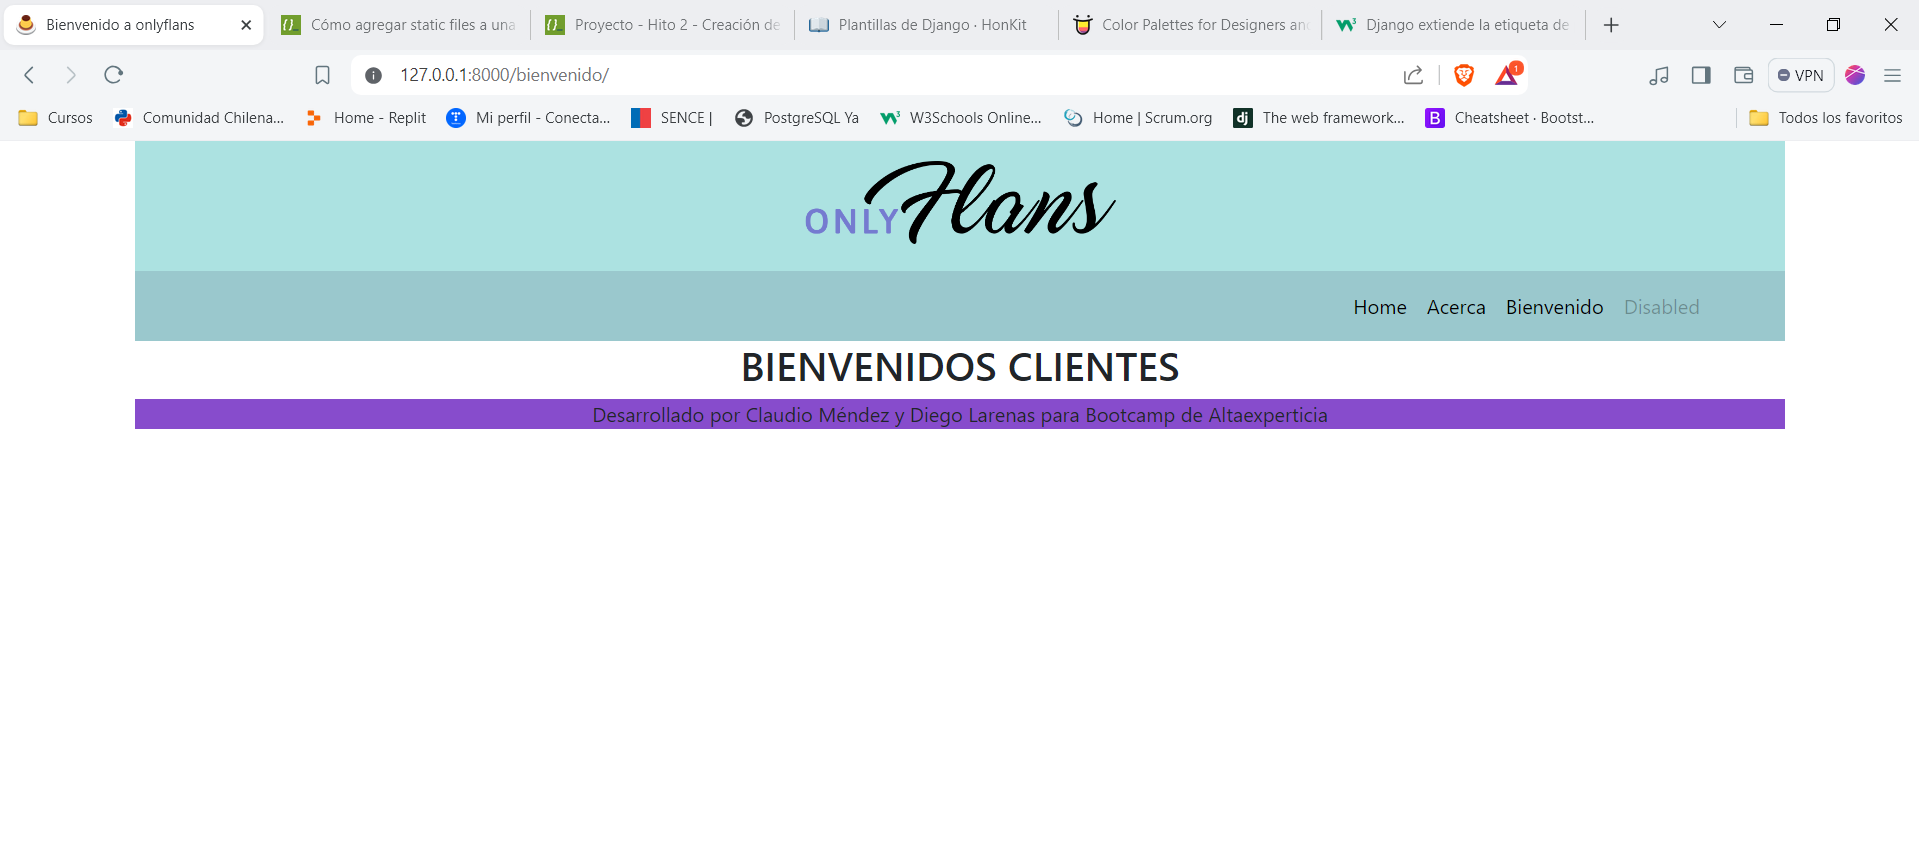 Bienvenido a onlyflans
Cómo agregar static files a una
Proyecto - Hito 2 - Creación de
Plantillas de Django · HonKit
Color Palettes for Designers and
Django extiende la etiqueta de
127.0.0.1:8000/bienvenido/
1
VPN
Cursos
Comunidad Chilena...
Home - Replit
Mi perfil - Conecta...
SENCE |
PostgreSQL Ya
W3Schools Online...
Home | Scrum.org
dj
The web framework...
B
Cheatsheet · Bootst...
Todos los favoritos
ONLY Flans
Home Acerca Bienvenido Disabled
BIENVENIDOS CLIENTES
Desarrollado por Claudio Méndez y Diego Larenas para Bootcamp de Altaexperticia